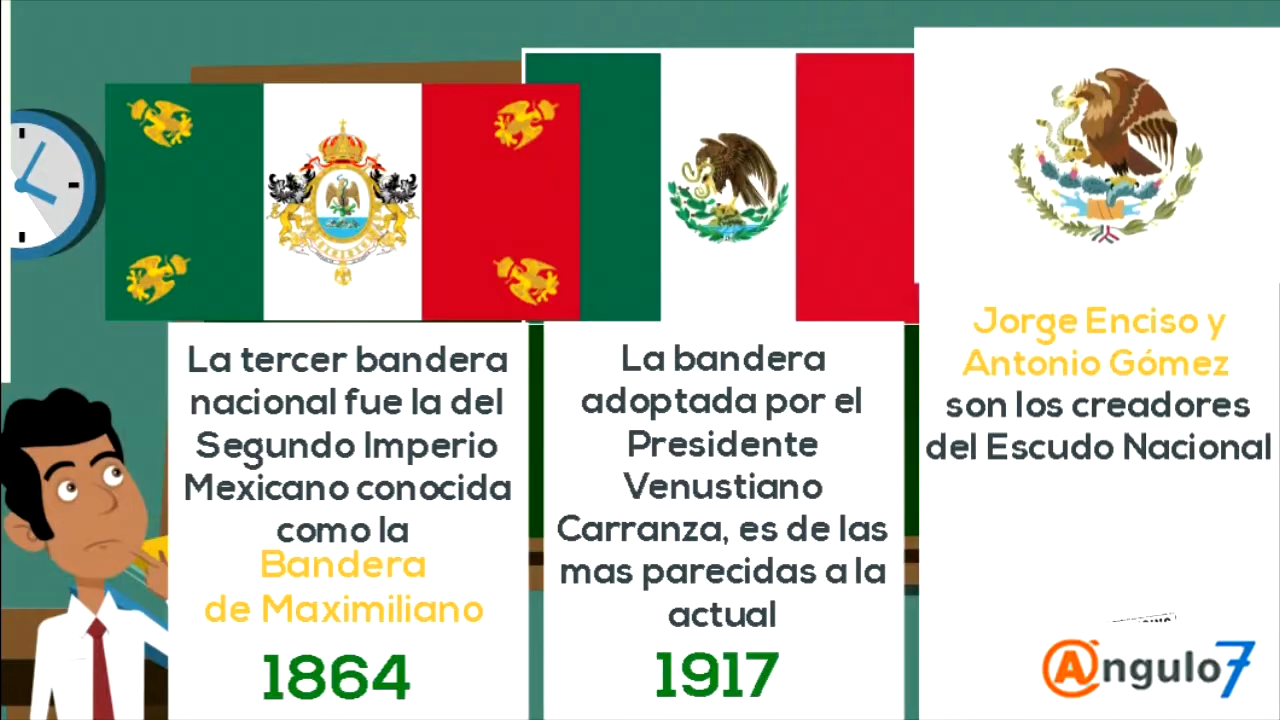 La tercer bandera
nacional fue la del
Segundo Imperio
Mexicano conocida
como la
Bandera
de Maximiliano
1864
La bandera
adoptada por el
Presidente
Venustiano
Carranza, es de las
mas parecidas a la
actual
1917
Jorge Enciso y
Antonio Gómez
son los creadores
del Escudo Nacional
Ángulo7